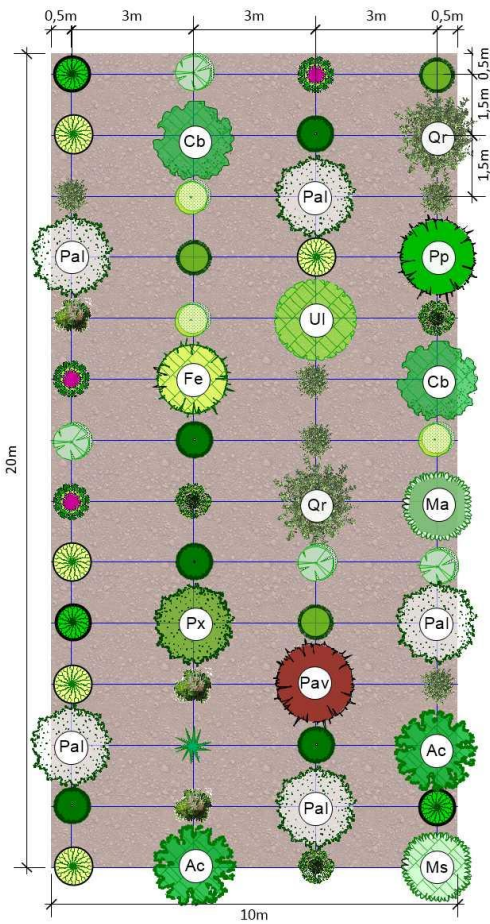 0,5m 3m 3m 3m 0,5m
0,5m
1,5m
1,5m
Cb Qr
Pal
Pal Pp
Ul
Fe Cb
Qr Ma
Px Pal
Pav
Pal Ac
Pal
Ac Ms
20m
10m